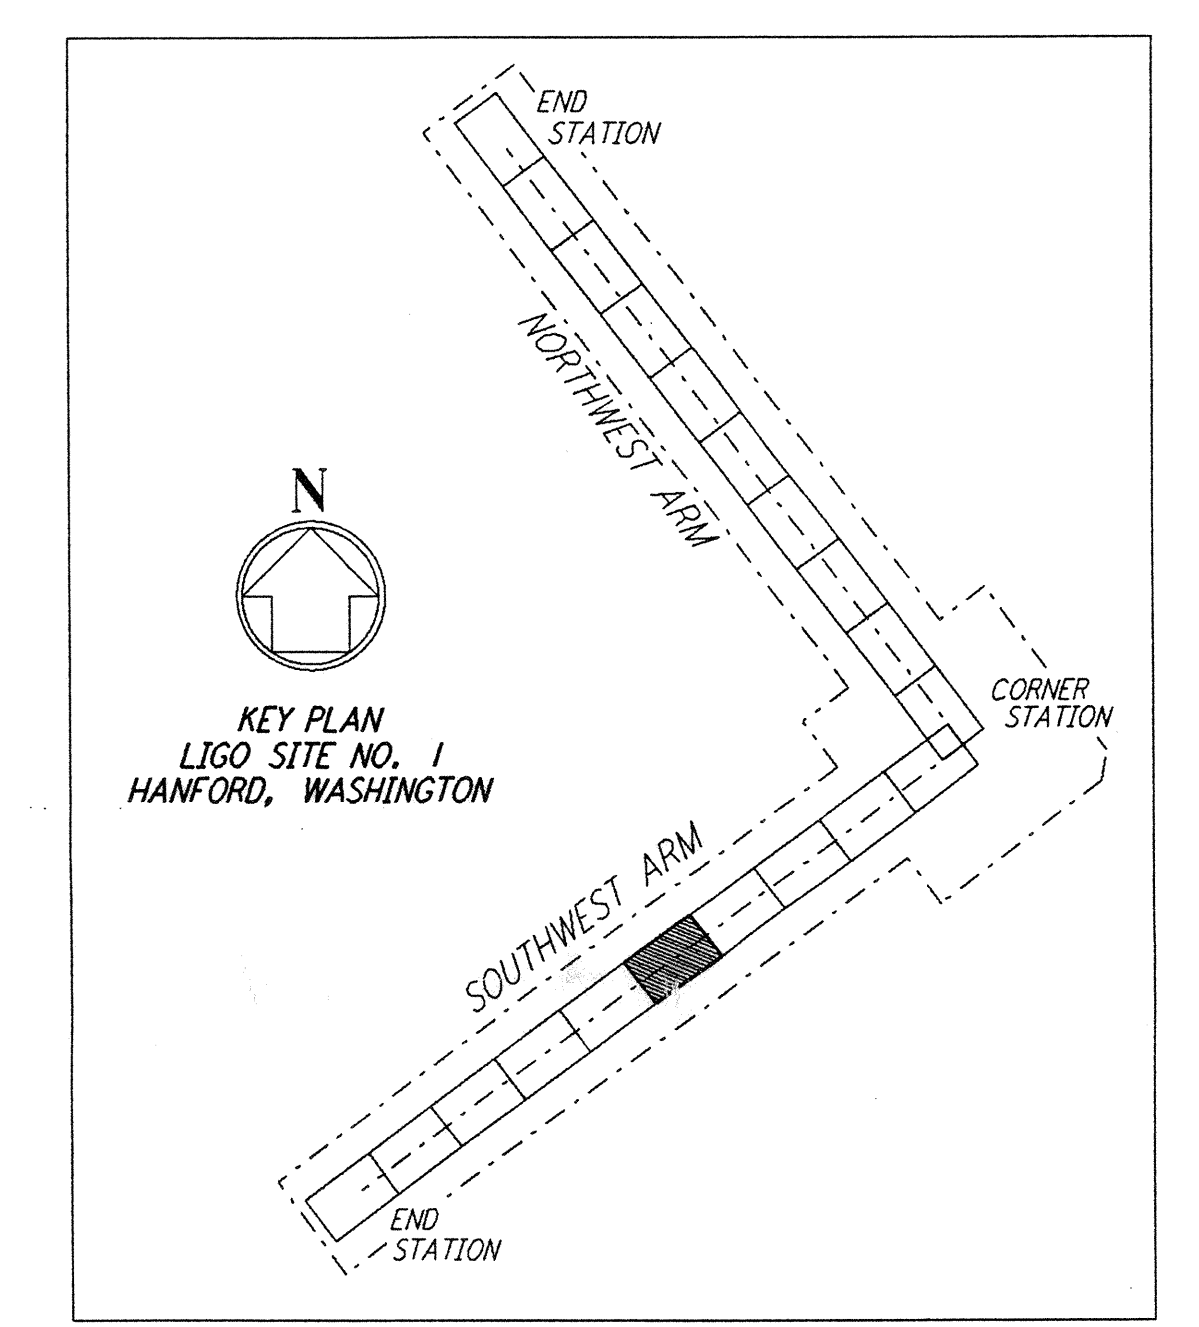 END
STATION
NORTHWEST ARM
N
CORNER
STATION
KEY PLAN
LIGO SITE NO. 1
HANFORD, WASHINGTON
SOUTHWEST ARM
END
STATION